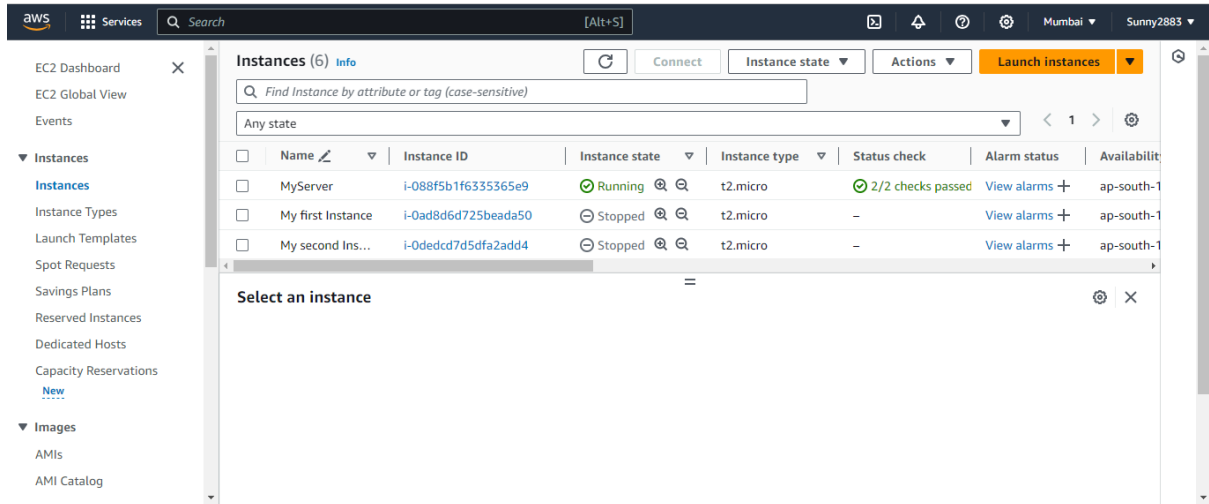 aws Services Search [Alt+S] Mumbai Sunny2883
EC2 Dashboard
EC2 Global View
Events
Instances
Instances
Instance Types
Launch Templates
Spot Requests
Savings Plans
Reserved Instances
Dedicated Hosts
Capacity Reservations
New
Images
AMIs
AMI Catalog
Instances (6) Info Connect Instance state Actions Launch instances
Find Instance by attribute or tag (case-sensitive)
Any state 1
Name Instance ID Instance state Instance type Status check Alarm status Availabilit
MyServer i-088f5b1f6335365e9 Running t2.micro 2/2 checks passed View alarms + ap-south-1
My first Instance i-0ad8d6d725beada50 Stopped t2.micro – View alarms + ap-south-1
My second Ins... i-0dedcd7d5dfa2add4 Stopped t2.micro – View alarms + ap-south-1
Select an instance